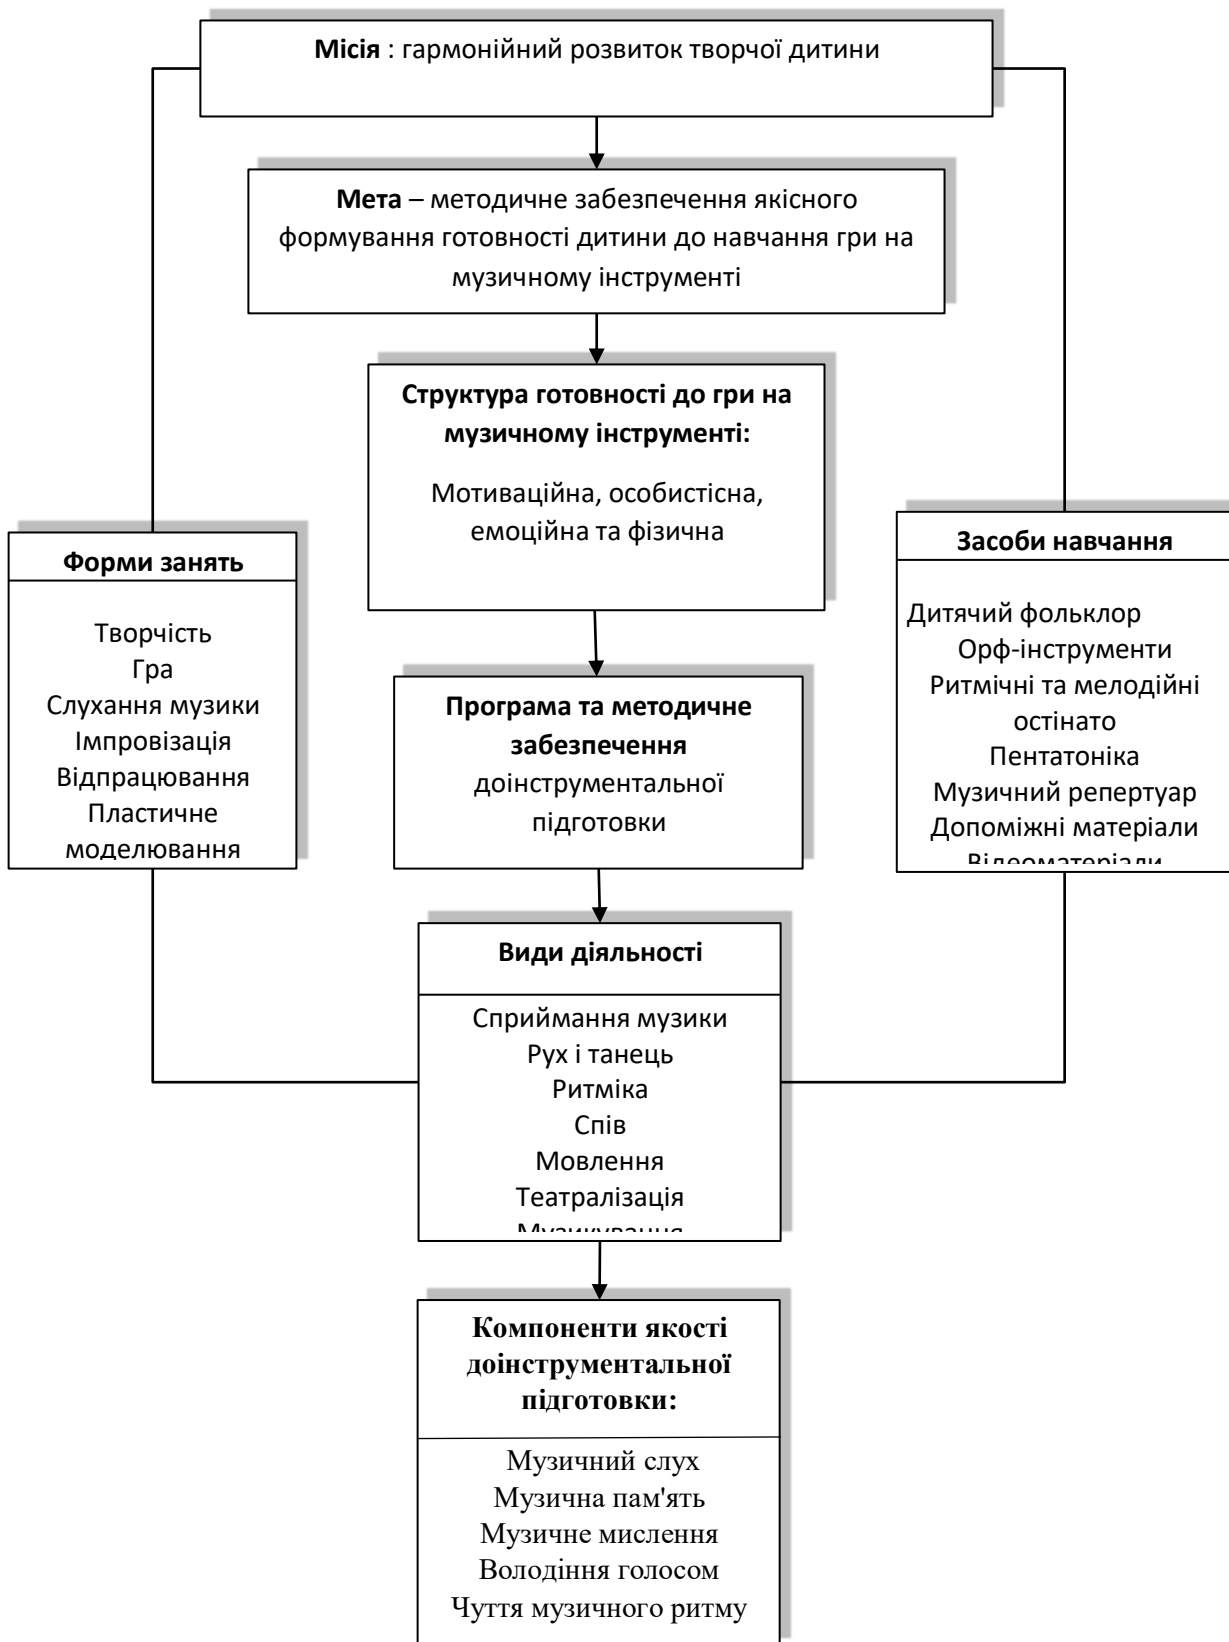 Місія : гармонійний розвиток творчої дитини
Мета – методичне забезпечення якісного
формування готовності дитини до навчання гри на
музичному інструменті
Структура готовності до гри на
музичному інструменті:
Мотиваційна, особистісна,
емоційна та фізична
Форми занять
Творчість
Гра
Слухання музики
Імпровізація
Відпрацювання
Пластичне
моделювання
Засоби навчання
Дитячий фольклор
Орф-інструменти
Ритмічні та мелодійні
остінато
Пентатоніка
Музичний репертуар
Допоміжні матеріали
Відеоматеріали
Програма та методичне
забезпечення
доінструментальної
підготовки
Види діяльності
Сприймання музики
Рух і танець
Ритміка
Спів
Мовлення
Театралізація
Музикування
Компоненти якості
доінструментальної
підготовки:
Музичний слух
Музична пам'ять
Музичне мислення
Володіння голосом
Чуття музичного ритму